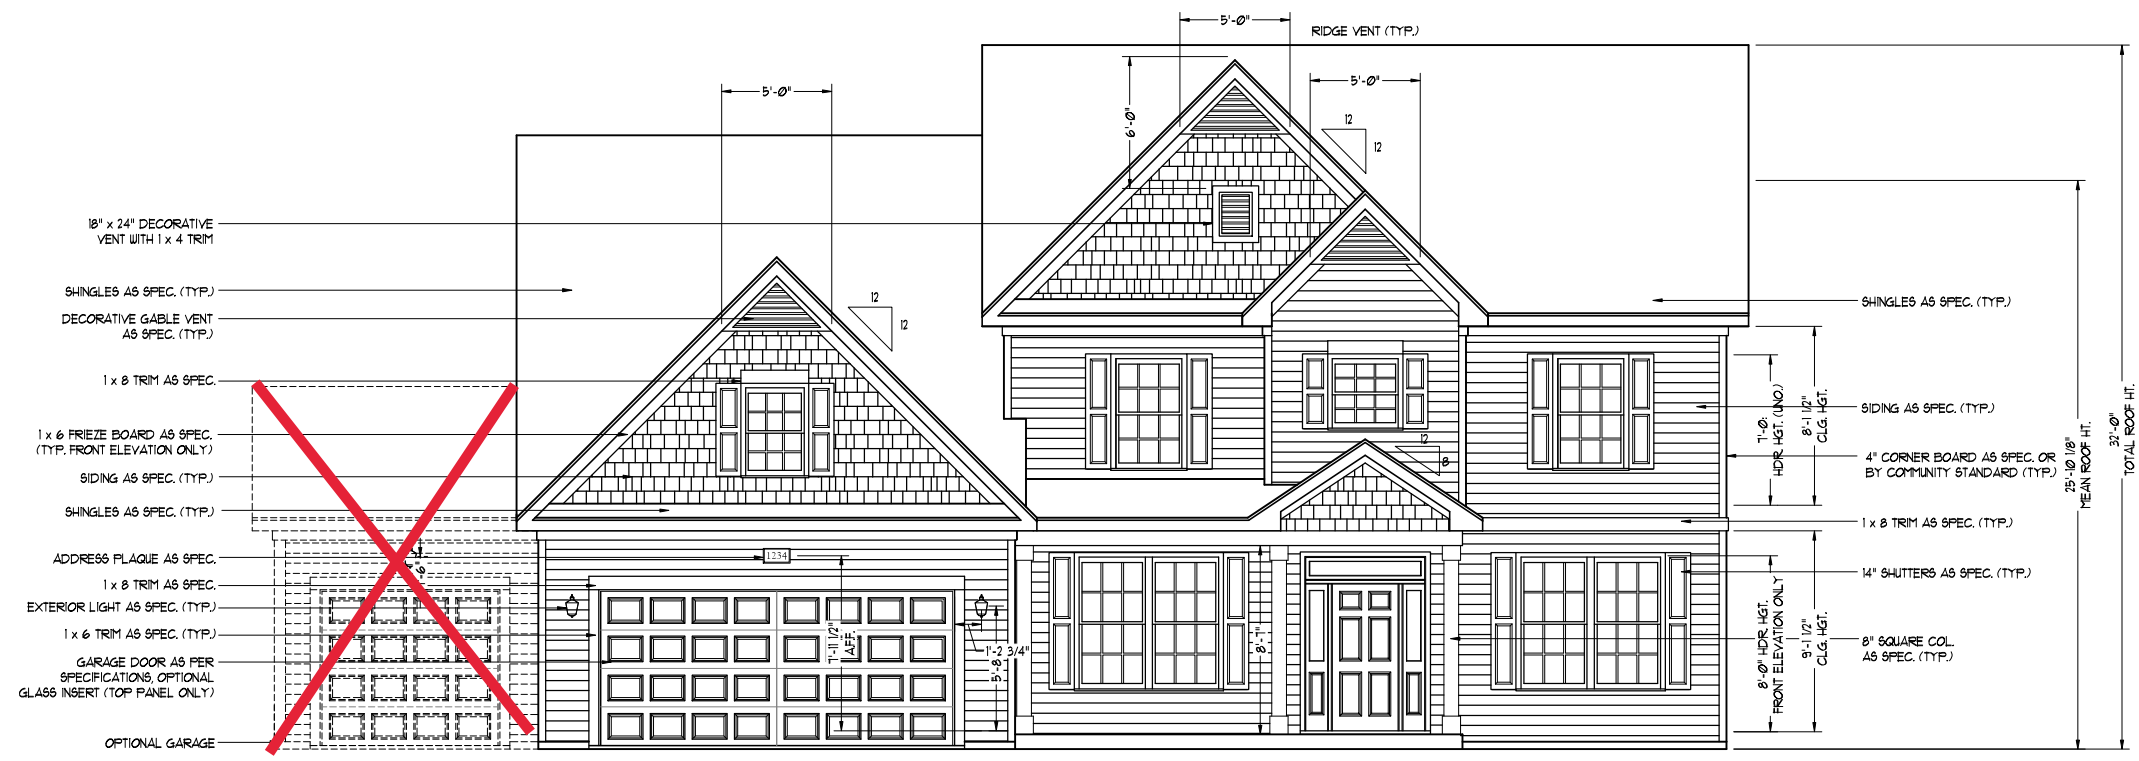 5'-0"
RIDGE VENT (TYP.)
5'-0"
5'-0"
6'-0"
12
12
18" x 24" DECORATIVE
VENT WITH 1 x 4 TRIM
SHINGLES AS SPEC. (TYP.)
DECORATIVE GABLE VENT
AS SPEC. (TYP.)
1 x 8 TRIM AS SPEC.
1 x 6 FRIEZE BOARD AS SPEC.
(TYP. FRONT ELEVATION ONLY)
SIDING AS SPEC. (TYP.)
SHINGLES AS SPEC. (TYP.)
ADDRESS PLAQUE AS SPEC.
1 x 8 TRIM AS SPEC.
EXTERIOR LIGHT AS SPEC. (TYP.)
1 x 6 TRIM AS SPEC. (TYP.)
GARAGE DOOR AS PER
SPECIFICATIONS, OPTIONAL
GLASS INSERT (TOP PANEL ONLY)
OPTIONAL GARAGE
12
12
12
8
1234
7'-11 1/2"
A.F.F.
1'-2 3/4"
5'-8"
8'-7"
SHINGLES AS SPEC. (TYP.)
SIDING AS SPEC. (TYP.)
4" CORNER BOARD AS SPEC. OR
BY COMMUNITY STANDARD (TYP.)
1 x 8 TRIM AS SPEC. (TYP.)
14" SHUTTERS AS SPEC. (TYP.)
8" SQUARE COL.
AS SPEC. (TYP.)
7'-0:
HDR HGT. (UNO.)
8'-1 1/2"
CLG. HGT.
8'-0" HDR HGT.
FRONT ELEVATION ONLY
9'-1 1/2"
CLG. HGT.
25'-10 1/8"
MEAN ROOF HT.
32'-0"
TOTAL ROOF HT.